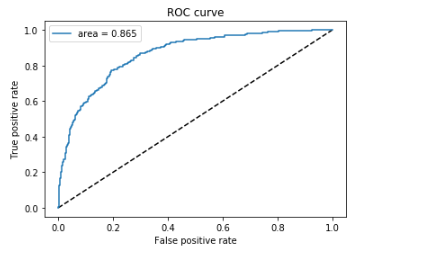 ROC curve
area = 0.865
True positive rate
1.0
0.8
0.6
0.4
0.2
0.0
0.0 0.2 0.4 0.6 0.8 1.0
False positive rate